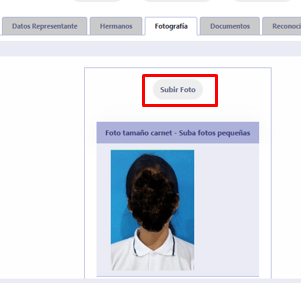 Datos Representante Hermanos Fotografía Documentos
Subir Foto
Foto tamaño carnet - Suba fotos pequeñas